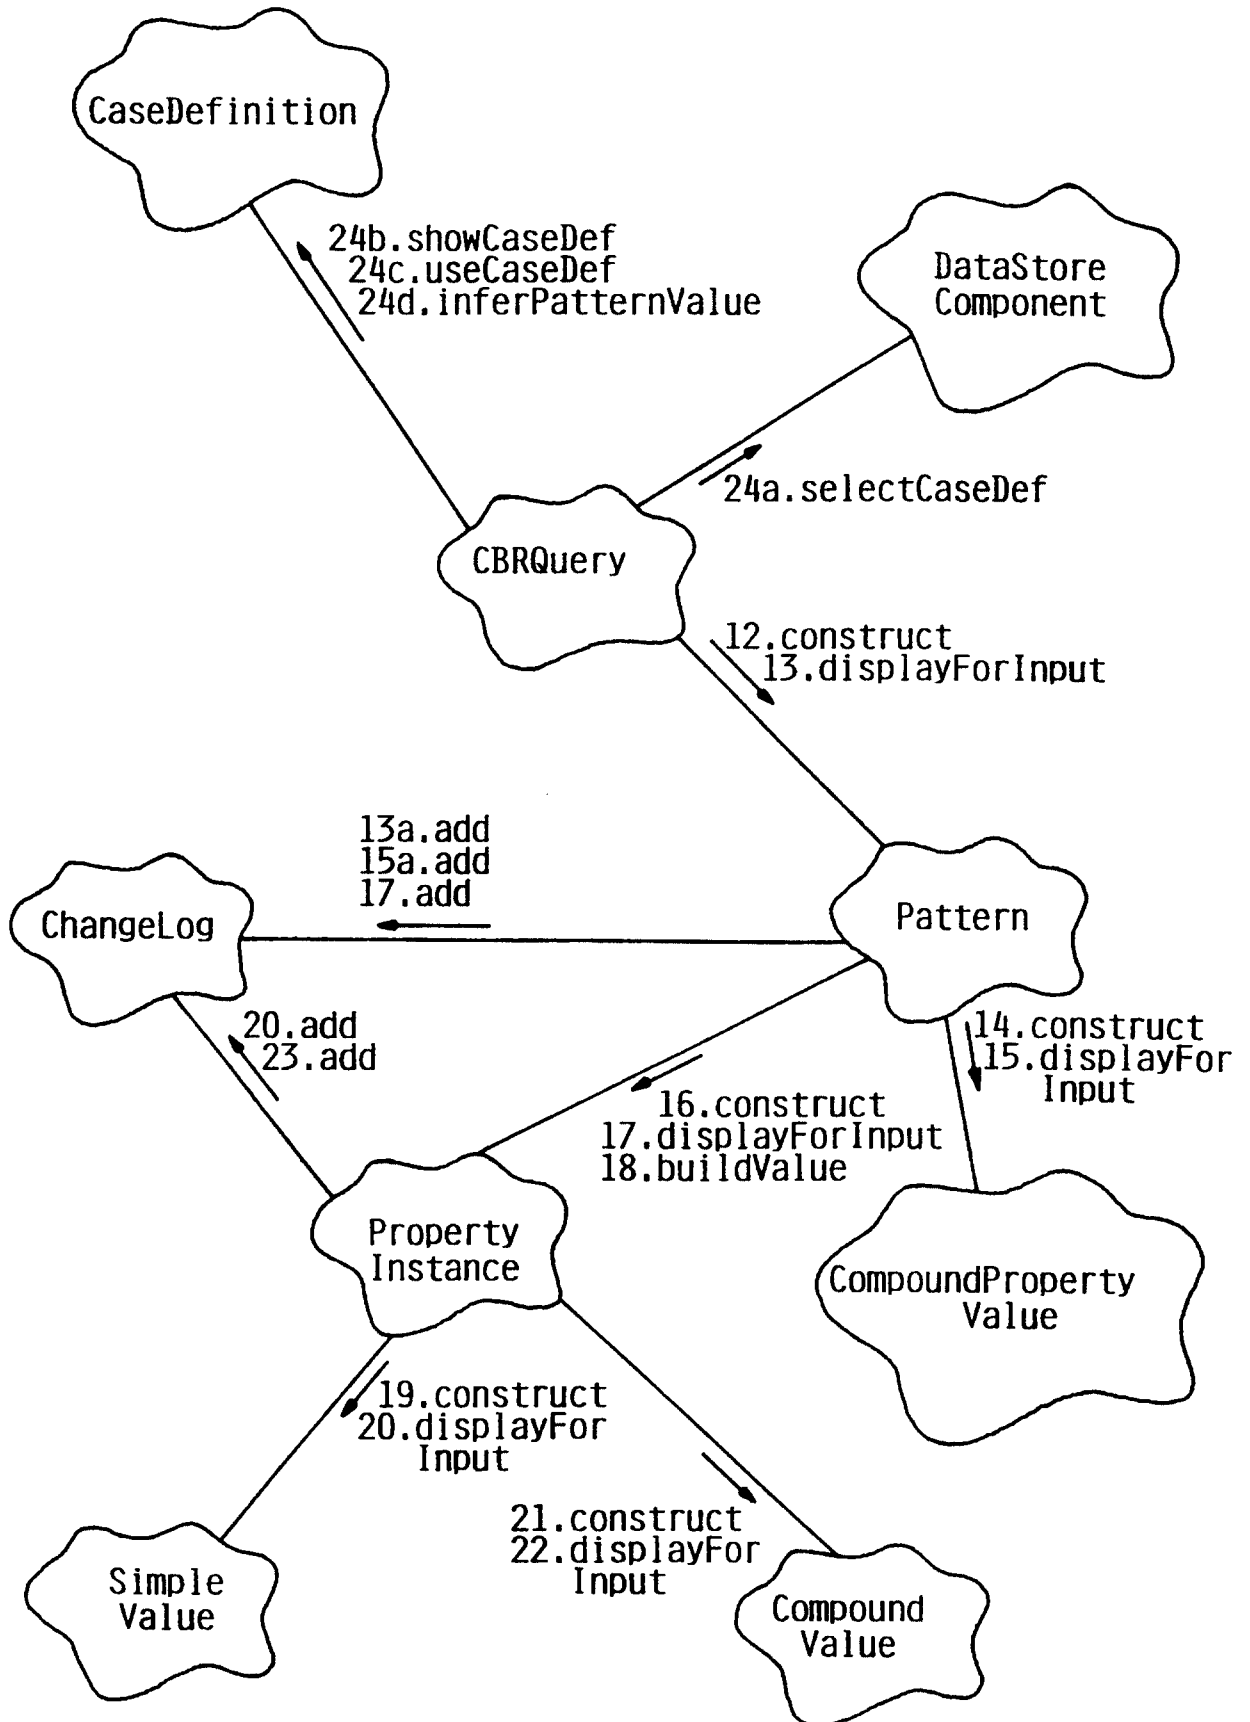 CaseDefinition
24b.showCaseDef
24c.useCaseDef
24d.inferPatternValue
DataStore
Component
24a.selectCaseDef
CBRQuery
12.construct
13.displayForInput
13a.add
15a.add
17.add
ChangeLog
Pattern
20.add
23.add
14.construct
15.displayFor
Input
16.construct
17.displayForInput
18.buildValue
Property
Instance
CompoundProperty
Value
19.construct
20.displayFor
Input
21.construct
22.displayFor
Input
Simple
Value
Compound
Value